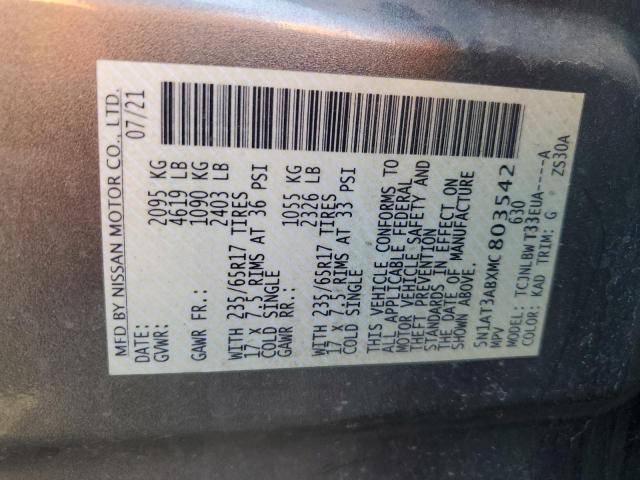 MFD BY NISSAN MOTOR CO., LTD.
DATE: 07/21
GVWR: 2095 KG
4619 LB
GAWR FR.: 1090 KG
2403 LB
WITH 235/65R17 TIRES
17 X 7.5 RIMS AT 36 PSI
COLD SINGLE
GAWR RR.: 1055 KG
2326 LB
WITH 235/65R17 TIRES
17 X 7.5 RIMS AT 33 PSI
COLD SINGLE
THIS VEHICLE CONFORMS TO
ALL APPLICABLE FEDERAL
MOTOR VEHICLE SAFETY AND
THEFT PREVENTION
STANDARDS IN EFFECT ON
THE DATE OF MANUFACTURE
SHOWN ABOVE.
5N1AT3ABXMC803542
MPV 630
MODEL: TC1NLBWT33EUA----A
COLOR: KAD TRIM: G ZS30A